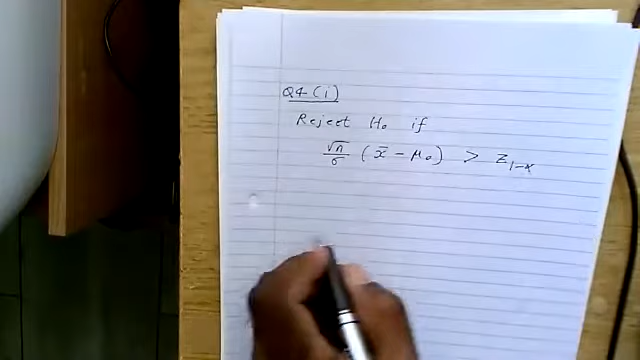 Q4(i)
Reject H₀ if
√n/σ ( x̄ − μ₀ ) > z₁₋α